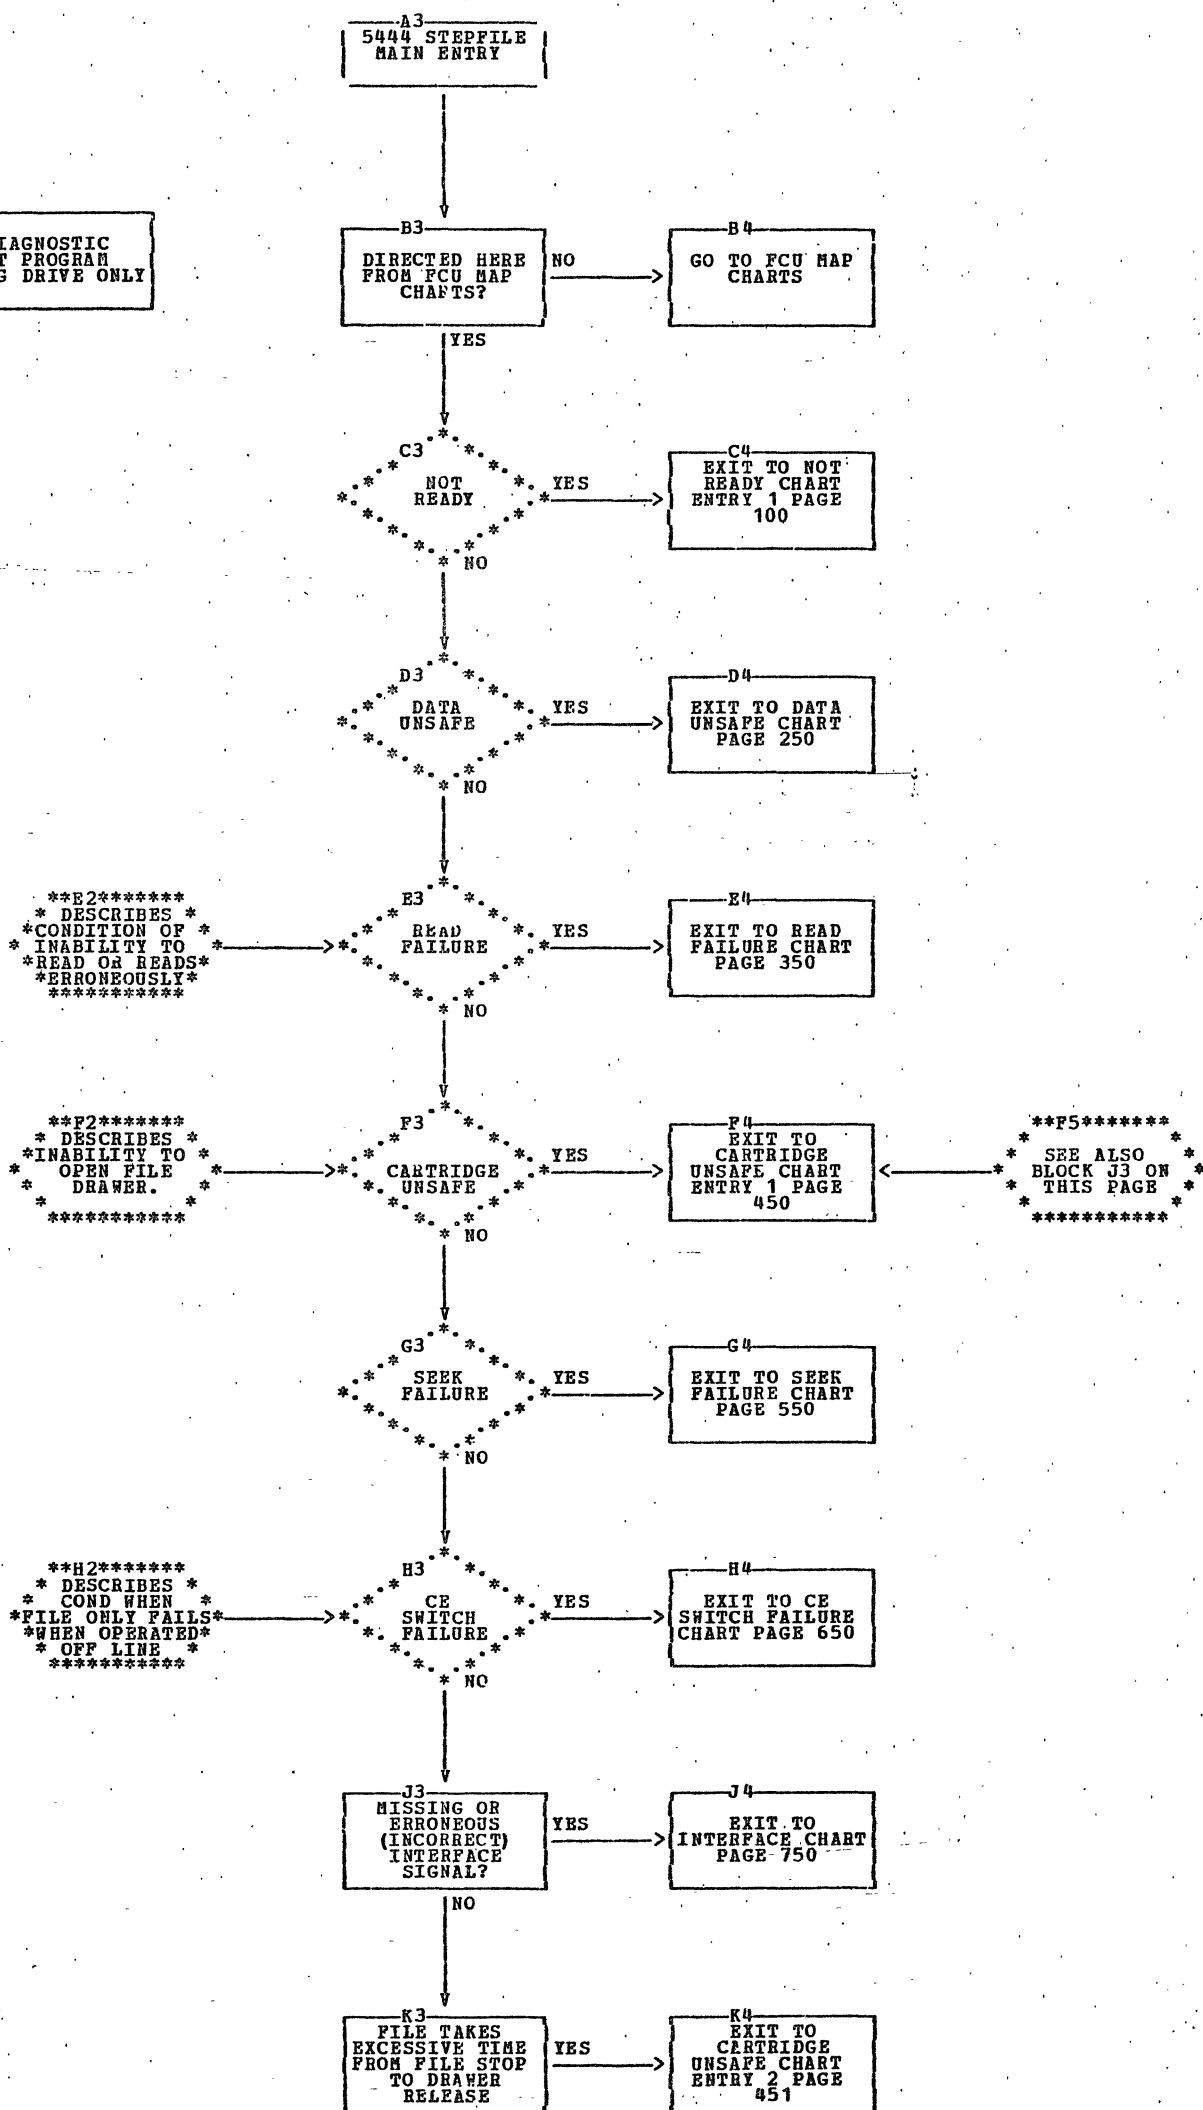 A3
5444 STEPFILE
MAIN ENTRY
IAGNOSTIC
T PROGRAM
G DRIVE ONLY
B3
DIRECTED HERE
FROM FCU MAP
CHARTS?
NO
B4
GO TO FCU MAP
CHARTS
YES
C3
NOT
READY
YES
C4
EXIT TO NOT
READY CHART
ENTRY 1 PAGE
100
NO
D3
DATA
UNSAFE
YES
D4
EXIT TO DATA
UNSAFE CHART
PAGE 250
NO
**E2*******
* DESCRIBES *
*CONDITION OF *
* INABILITY TO *
*READ OR READS*
*ERRONEOUSLY*
***********
E3
READ
FAILURE
YES
E4
EXIT TO READ
FAILURE CHART
PAGE 350
NO
**F2*******
* DESCRIBES *
*INABILITY TO *
* OPEN FILE *
* DRAWER. *
* *
***********
F3
CARTRIDGE
UNSAFE
YES
F4
EXIT TO
CARTRIDGE
UNSAFE CHART
ENTRY 1 PAGE
450
**F5*******
* *
* SEE ALSO *
* BLOCK J3 ON *
* THIS PAGE *
* *
***********
NO
G3
SEEK
FAILURE
YES
G4
EXIT TO SEEK
FAILURE CHART
PAGE 550
NO
**H2*******
* DESCRIBES *
* COND WHEN *
*FILE ONLY FAILS*
*WHEN OPERATED*
* OFF LINE *
***********
H3
CE
SWITCH
FAILURE
YES
H4
EXIT TO CE
SWITCH FAILURE
CHART PAGE 650
NO
J3
MISSING OR
ERRONEOUS
(INCORRECT)
INTERFACE
SIGNAL?
YES
J4
EXIT TO
INTERFACE CHART
PAGE 750
NO
K3
FILE TAKES
EXCESSIVE TIME
FROM FILE STOP
TO DRAWER
RELEASE
YES
K4
EXIT TO
CARTRIDGE
UNSAFE CHART
ENTRY 2 PAGE
451